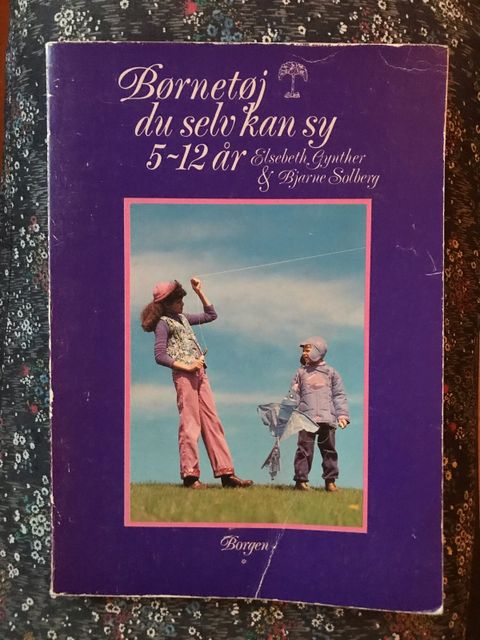 Børnetøj
du selv kan sy
5~12 år Elsebeth Gynther
& Bjarne Solberg
Borgen